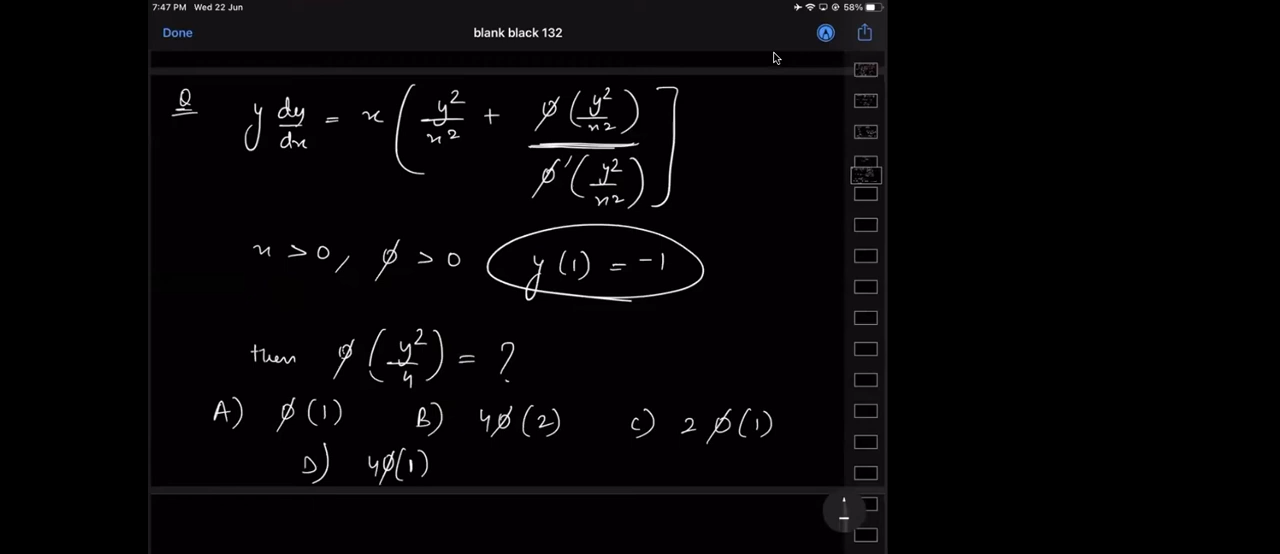 7:47 PM Wed 22 Jun 58%
Done blank black 132
Q y dy/dx = x [ y²/x² + ϕ(y²/x²) / ϕ'(y²/x²) ]
x > 0, ϕ > 0 y(1) = -1
then ϕ(y²/4) = ?
A) ϕ(1) B) 4ϕ(2) C) 2ϕ(1)
D) 4ϕ(1)